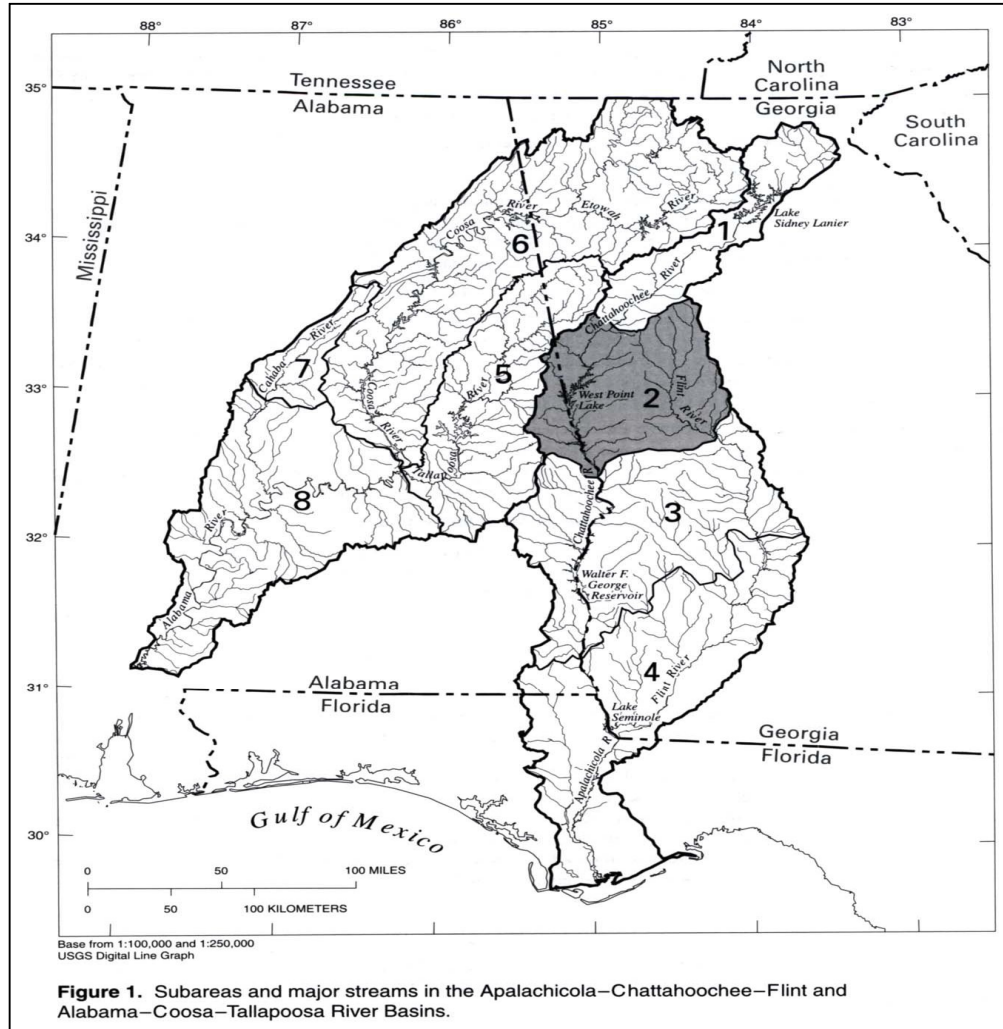 88°
87°
86°
85°
84°
83°
35°
Tennessee
Alabama
North
Carolina
Georgia
South
Carolina
Mississippi
34°
Coosa
River
Etowah
River
Lake
Sidney Lanier
1
6
Chattahoochee
River
33°
Cahaba
River
7
Coosa
River
Tallapoosa
River
5
West Point
Lake
2
Flint
River
32°
8
River
Alabama
Chattahoochee R
3
Walter F.
George
Reservoir
31°
4
Flint River
Alabama
Florida
Lake
Seminole
Georgia
Florida
Apalachicola R
30°
Gulf of Mexico
0 50 100 MILES
0 50 100 KILOMETERS
Base from 1:100,000 and 1:250,000
USGS Digital Line Graph
Figure 1. Subareas and major streams in the Apalachicola–Chattahoochee–Flint and
Alabama–Coosa–Tallapoosa River Basins.